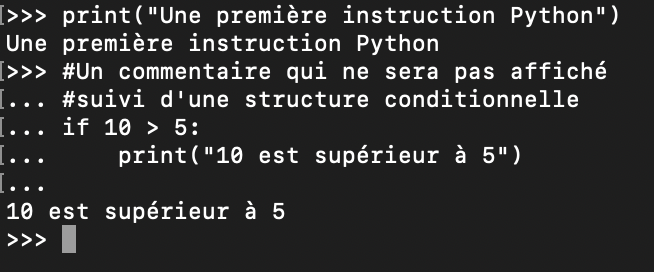 >>> print("Une première instruction Python")
Une première instruction Python
>>> #Un commentaire qui ne sera pas affiché
... #suivi d'une structure conditionnelle
... if 10 > 5:
...     print("10 est supérieur à 5")
...
10 est supérieur à 5
>>>